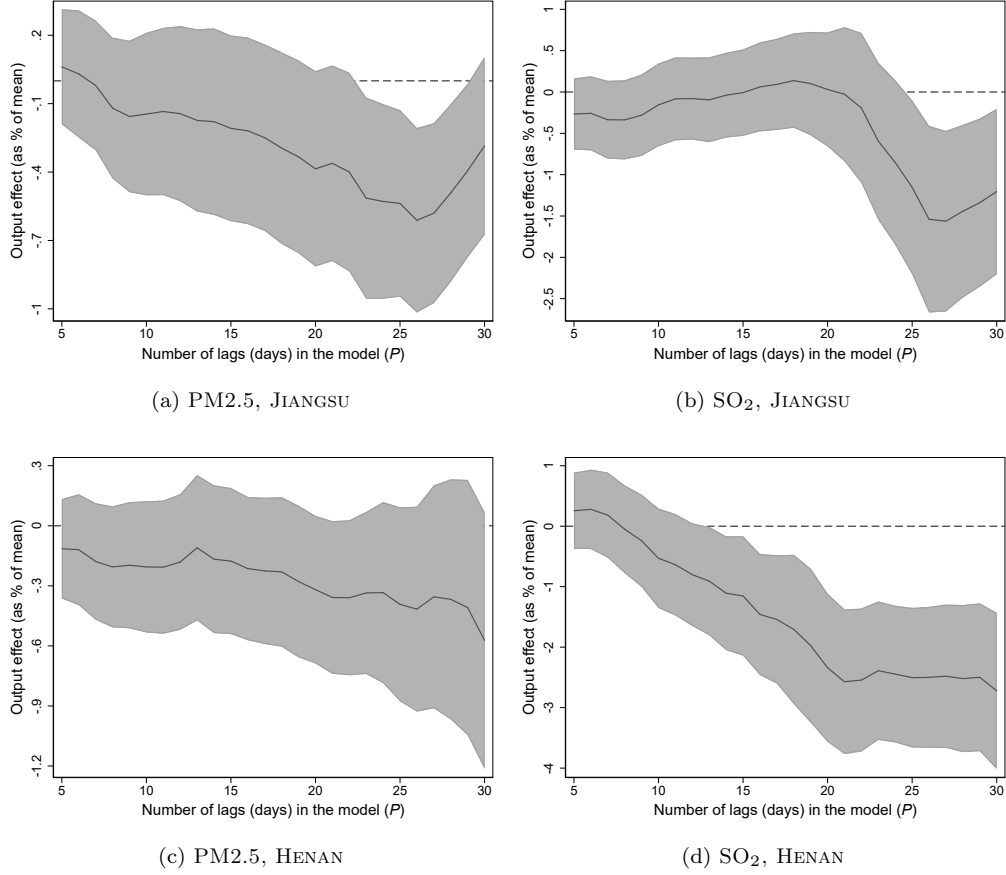 .2
-.1
-.4
-.7
-1
Output effect (as % of mean)
5 10 15 20 25 30
Number of lags (days) in the model (P)
(a) PM2.5, JIANGSU
1
.5
0
-.5
-1
-1.5
-2
-2.5
Output effect (as % of mean)
5 10 15 20 25 30
Number of lags (days) in the model (P)
(b) SO₂, JIANGSU
.3
0
-.3
-.6
-.9
-1.2
Output effect (as % of mean)
5 10 15 20 25 30
Number of lags (days) in the model (P)
(c) PM2.5, HENAN
1
0
-1
-2
-3
-4
Output effect (as % of mean)
5 10 15 20 25 30
Number of lags (days) in the model (P)
(d) SO₂, HENAN